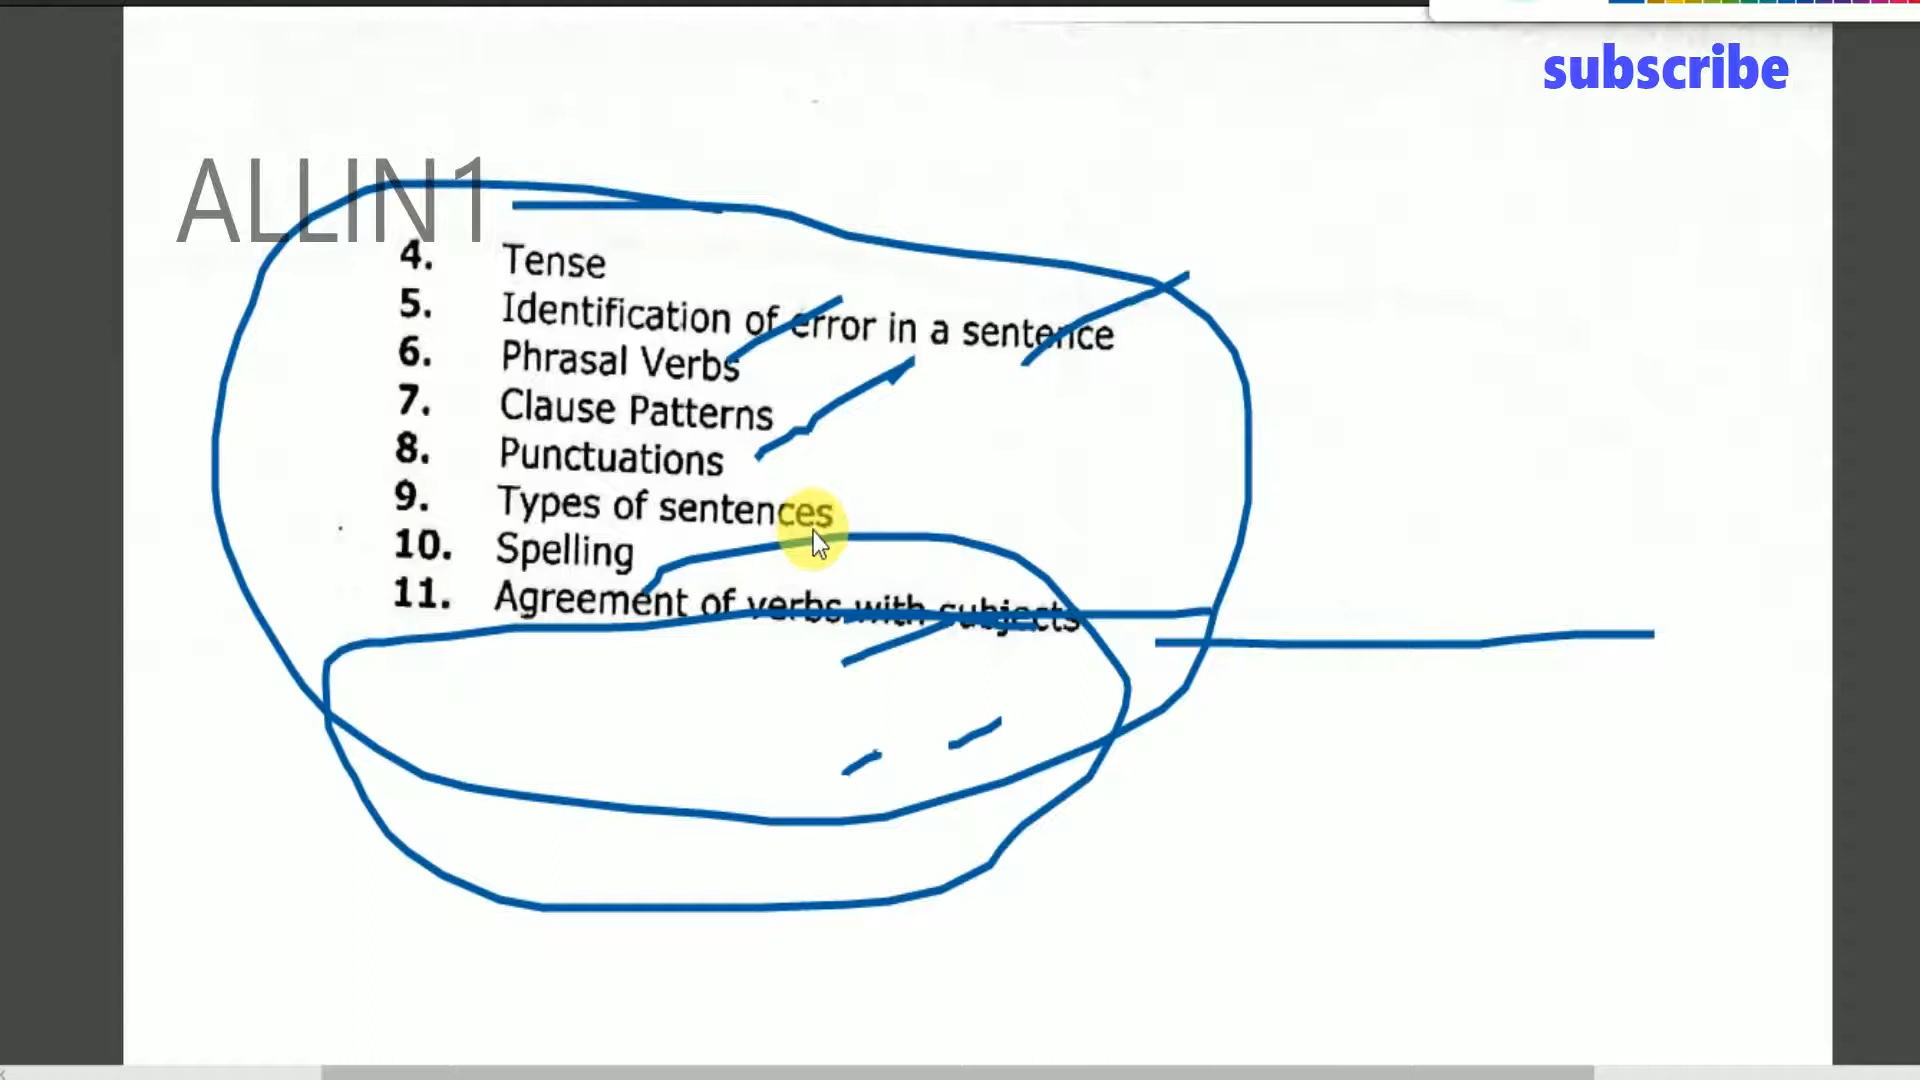 subscribe
ALLIN1
4. Tense
5. Identification of error in a sentence
6. Phrasal Verbs
7. Clause Patterns
8. Punctuations
9. Types of sentences
10. Spelling
11. Agreement of verbs with subjects